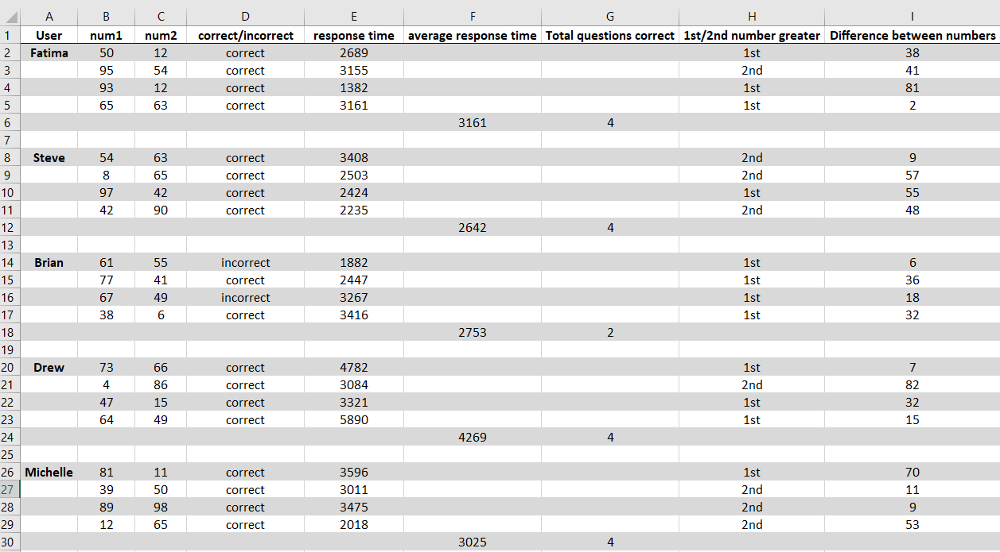 A B C D E F G H I
1 User num1 num2 correct/incorrect response time average response time Total questions correct 1st/2nd number greater Difference between numbers
2 Fatima 50 12 correct 2689 1st 38
3 95 54 correct 3155 2nd 41
4 93 12 correct 1382 1st 81
5 65 63 correct 3161 1st 2
6 3161 4
7
8 Steve 54 63 correct 3408 2nd 9
9 8 65 correct 2503 2nd 57
10 97 42 correct 2424 1st 55
11 42 90 correct 2235 2nd 48
12 2642 4
13
14 Brian 61 55 incorrect 1882 1st 6
15 77 41 correct 2447 1st 36
16 67 49 incorrect 3267 1st 18
17 38 6 correct 3416 1st 32
18 2753 2
19
20 Drew 73 66 correct 4782 1st 7
21 4 86 correct 3084 2nd 82
22 47 15 correct 3321 1st 32
23 64 49 correct 5890 1st 15
24 4269 4
25
26 Michelle 81 11 correct 3596 1st 70
27 39 50 correct 3011 2nd 11
28 89 98 correct 3475 2nd 9
29 12 65 correct 2018 2nd 53
30 3025 4